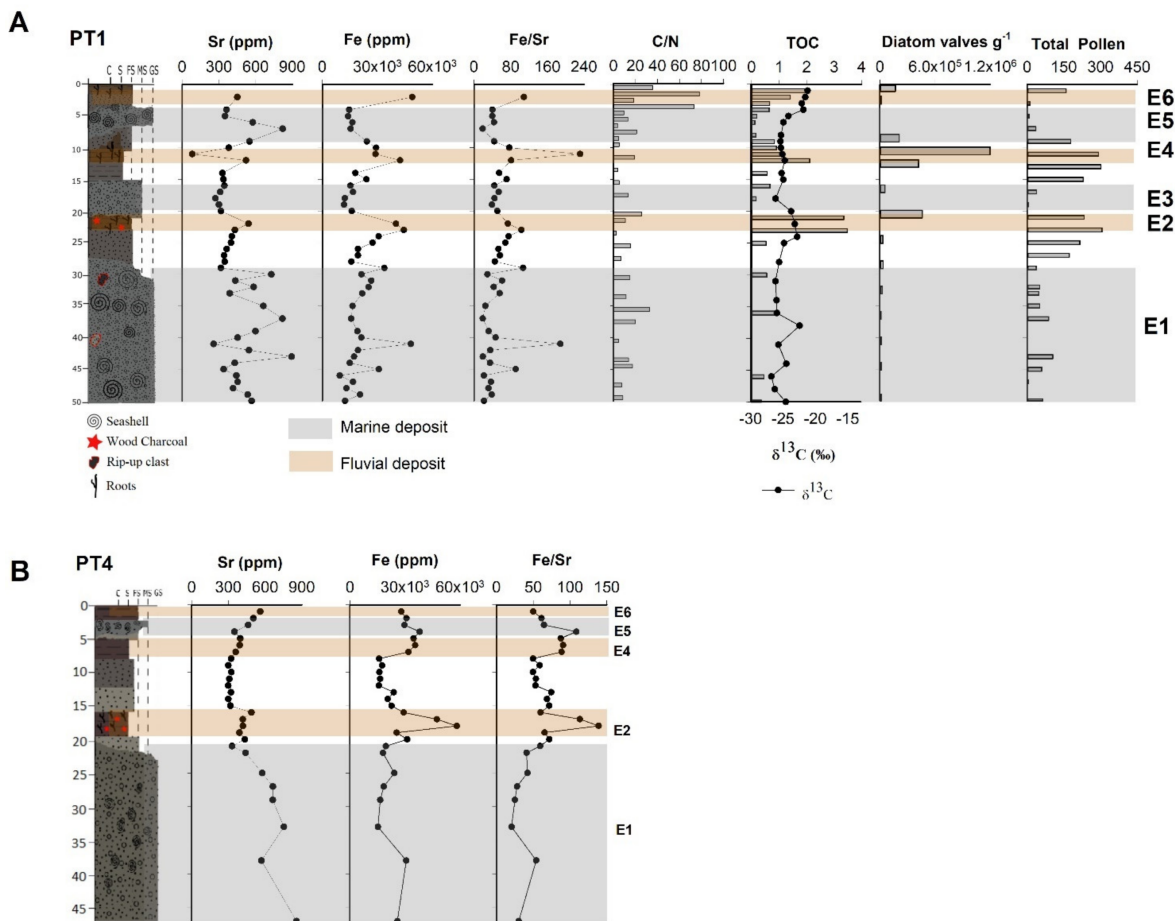 A
PT1
Sr (ppm)
Fe (ppm)
Fe/Sr
C/N
TOC
Diatom valves g⁻¹
Total Pollen
C S FS MS GS
0 300 600 900
0 30x10³ 60x10³
0 80 160 240
0 20 40 60 80 100
0 1 2 3 4
0 6.0x10⁵ 1.2x10⁶
0 150 300 450
0
5
10
15
20
25
30
35
40
45
50
E6
E5
E4
E3
E2
E1
-30 -25 -20 -15
δ¹³C (‰)
δ¹³C
Seashell
Wood Charcoal
Rip-up clast
Roots
Marine deposit
Fluvial deposit
B
PT4
Sr (ppm)
Fe (ppm)
Fe/Sr
C S FS MS GS
0 300 600 900
0 30x10³ 60x10³
0 50 100 150
0
5
10
15
20
25
30
35
40
45
E6
E5
E4
E2
E1